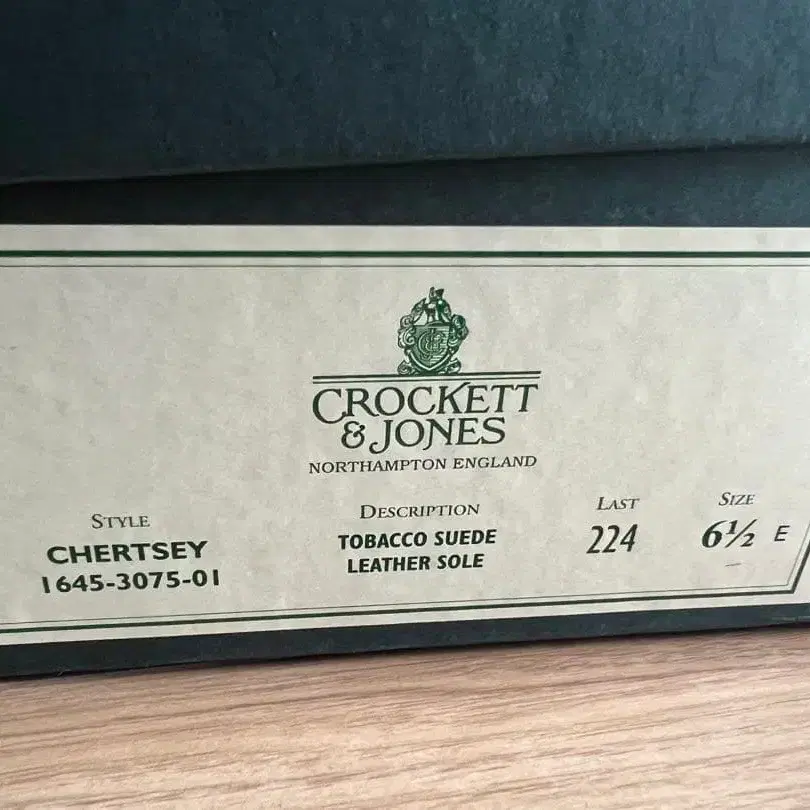 CROCKETT
& JONES
NORTHAMPTON ENGLAND
STYLE
CHERTSEY
1645-3075-01
DESCRIPTION
TOBACCO SUEDE
LEATHER SOLE
LAST
224
SIZE
6½ E